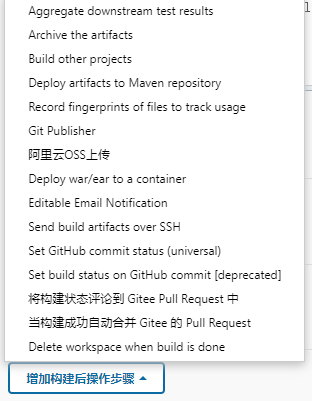 Aggregate downstream test results
Archive the artifacts
Build other projects
Deploy artifacts to Maven repository
Record fingerprints of files to track usage
Git Publisher
阿里云OSS上传
Deploy war/ear to a container
Editable Email Notification
Send build artifacts over SSH
Set GitHub commit status (universal)
Set build status on GitHub commit [deprecated]
将构建状态评论到 Gitee Pull Request 中
当构建成功自动合并 Gitee 的 Pull Request
Delete workspace when build is done
增加构建后操作步骤